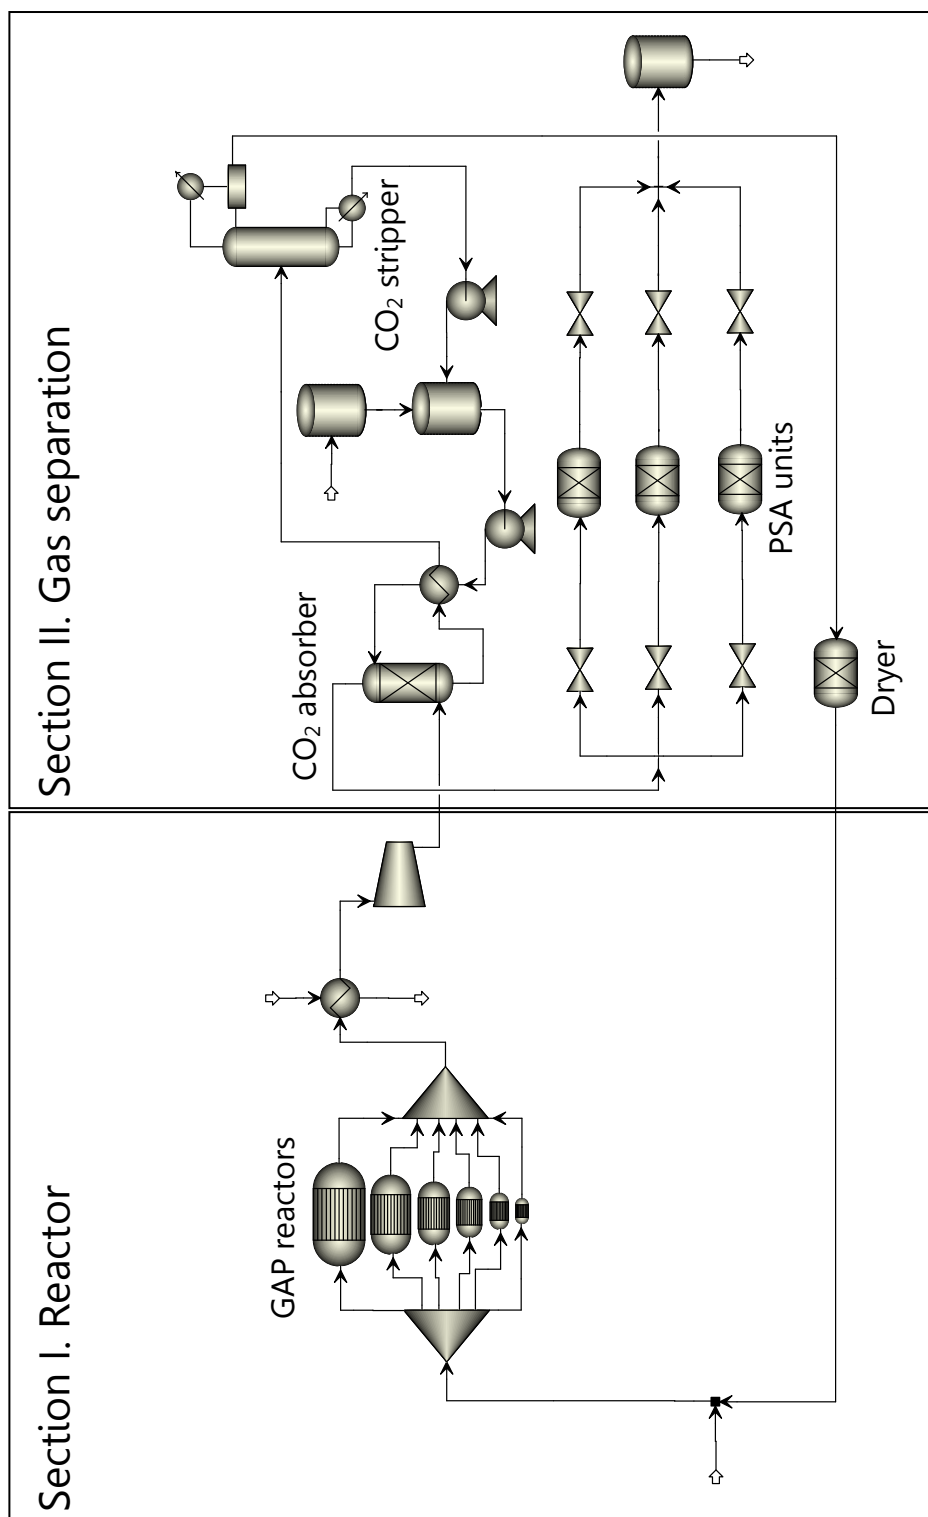 Section I. Reactor
GAP reactors
Section II. Gas separation
CO₂ absorber
CO₂ stripper
PSA units
Dryer